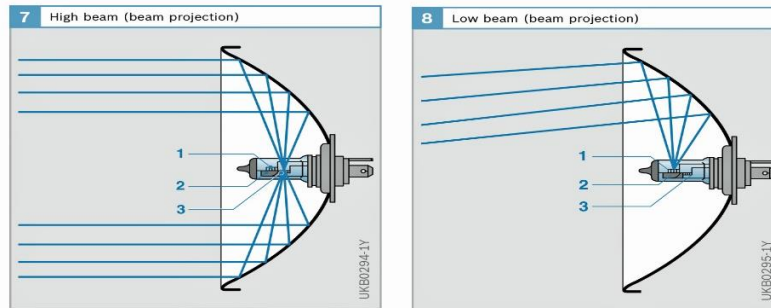 7 High beam (beam projection)
1
2
3
UKB0294-1Y
8 Low beam (beam projection)
1
2
3
UKB0295-1Y